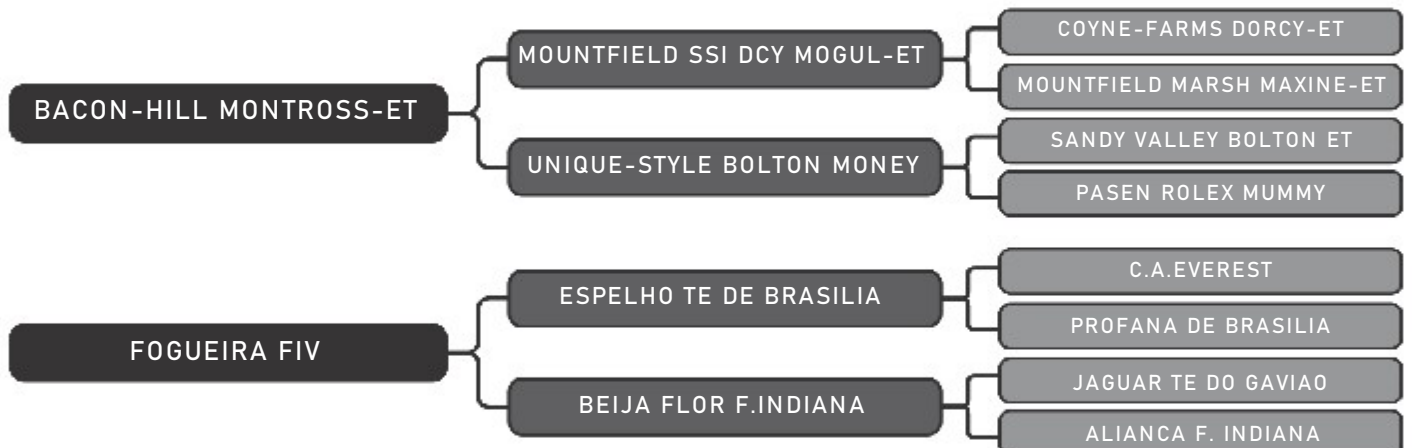 BACON-HILL MONTROSS-ET
MOUNTFIELD SSI DCY MOGUL-ET
COYNE-FARMS DORCY-ET
MOUNTFIELD MARSH MAXINE-ET
UNIQUE-STYLE BOLTON MONEY
SANDY VALLEY BOLTON ET
PASEN ROLEX MUMMY
FOGUEIRA FIV
ESPELHO TE DE BRASILIA
C.A.EVEREST
PROFANA DE BRASILIA
BEIJA FLOR F.INDIANA
JAGUAR TE DO GAVIAO
ALIANCA F. INDIANA